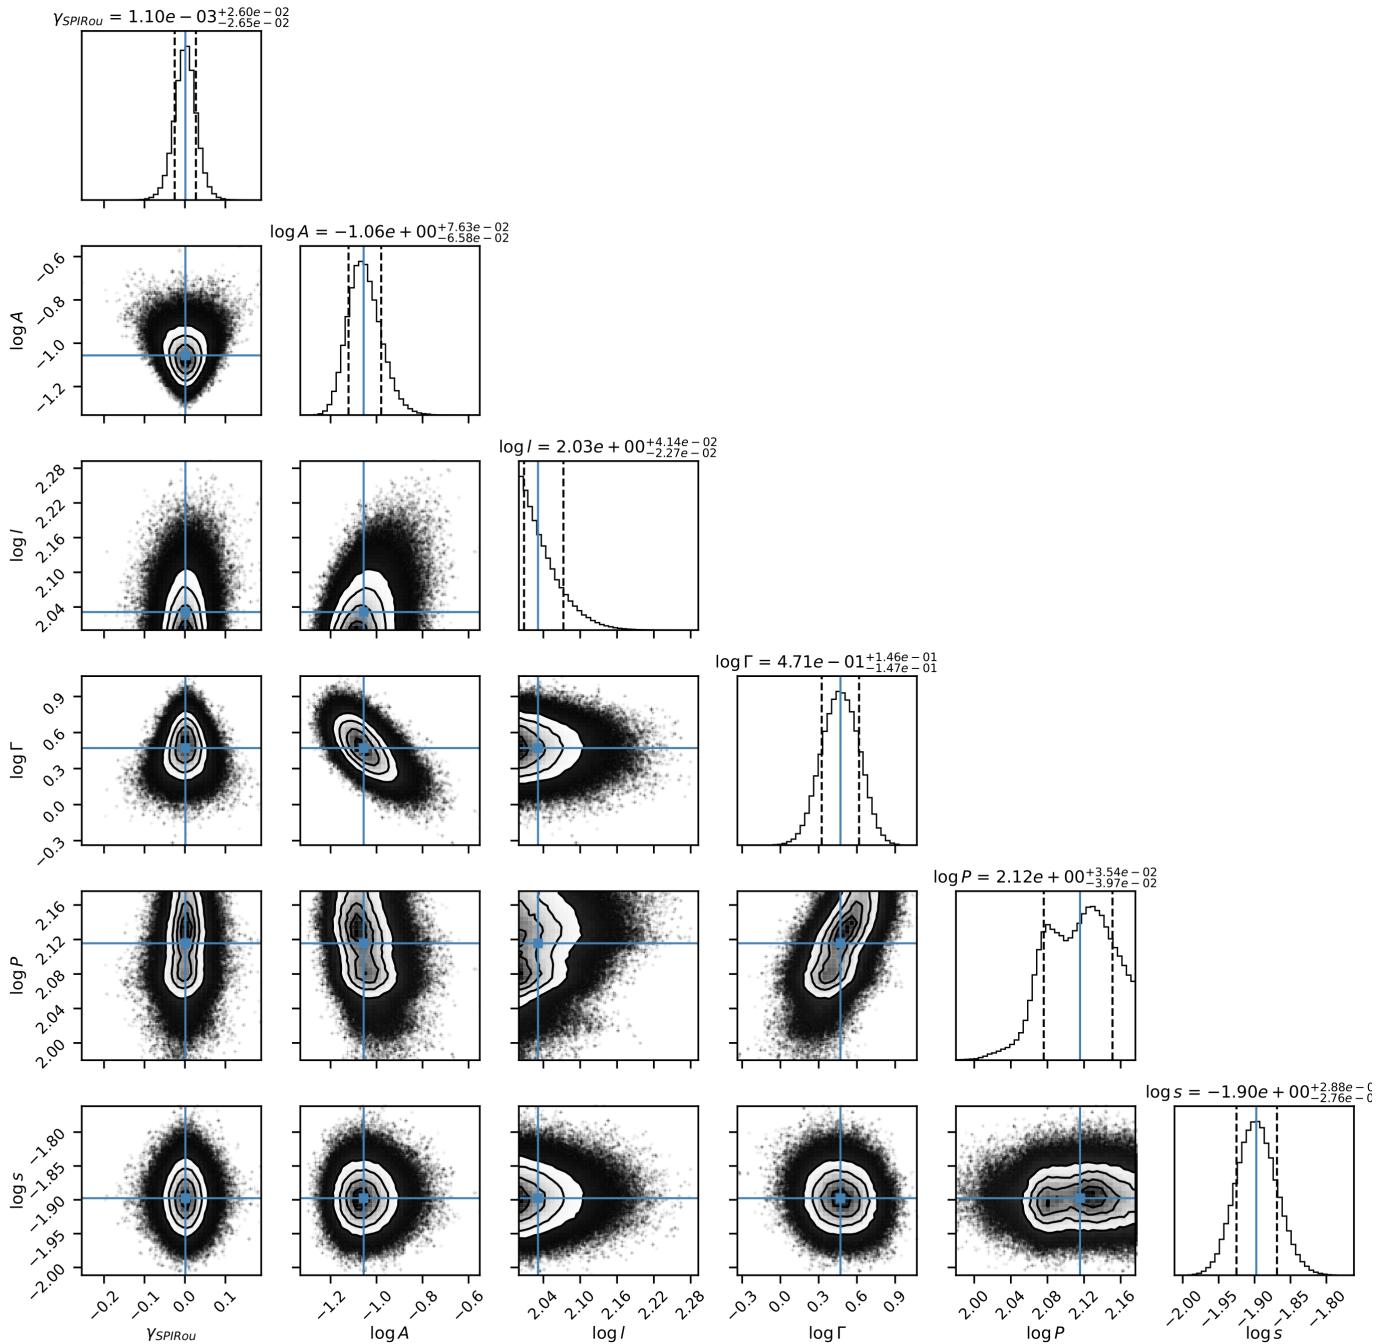 γ_SPIRou = 1.10e − 03 +2.60e − 02 −2.65e − 02
log A = −1.06e + 00 +7.63e − 02 −6.58e − 02
−0.6
−0.8
−1.0
−1.2
log A
log l = 2.03e + 00 +4.14e − 02 −2.27e − 02
2.28
2.22
2.16
2.10
2.04
log l
log Γ = 4.71e − 01 +1.46e − 01 −1.47e − 01
0.9
0.6
0.3
0.0
−0.3
log Γ
log P = 2.12e + 00 +3.54e − 02 −3.97e − 02
2.16
2.12
2.08
2.04
2.00
log P
log s = −1.90e + 00 +2.88e − −2.76e −
−1.80
−1.85
−1.90
−1.95
−2.00
log s
−0.2 −0.1 0.0 0.1
−1.2 −1.0 −0.8 −0.6
2.04 2.10 2.16 2.22 2.28
−0.3 0.0 0.3 0.6 0.9
2.00 2.04 2.08 2.12 2.16
−2.00 −1.95 −1.90 −1.85 −1.80
γ_SPIRou log A log l log Γ log P log s